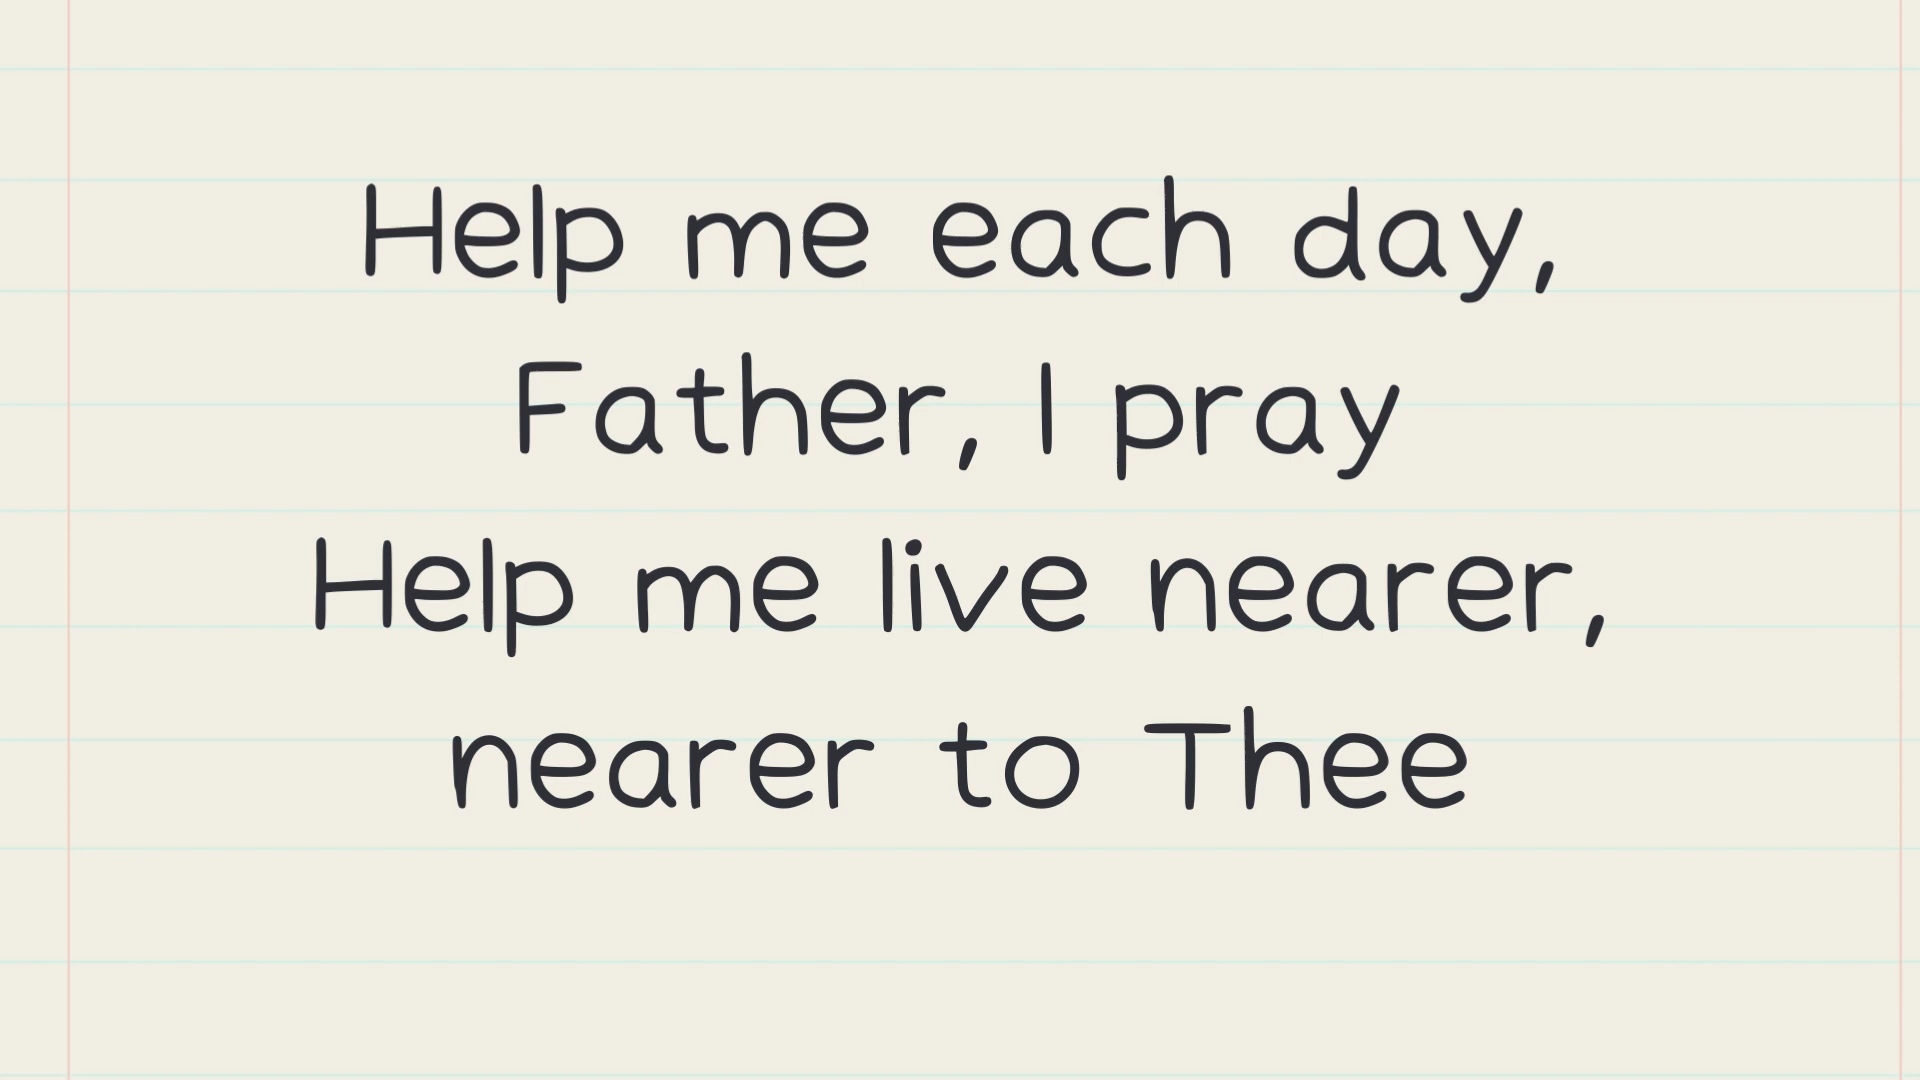 Help me each day,
Father, I pray
Help me live nearer,
nearer to Thee